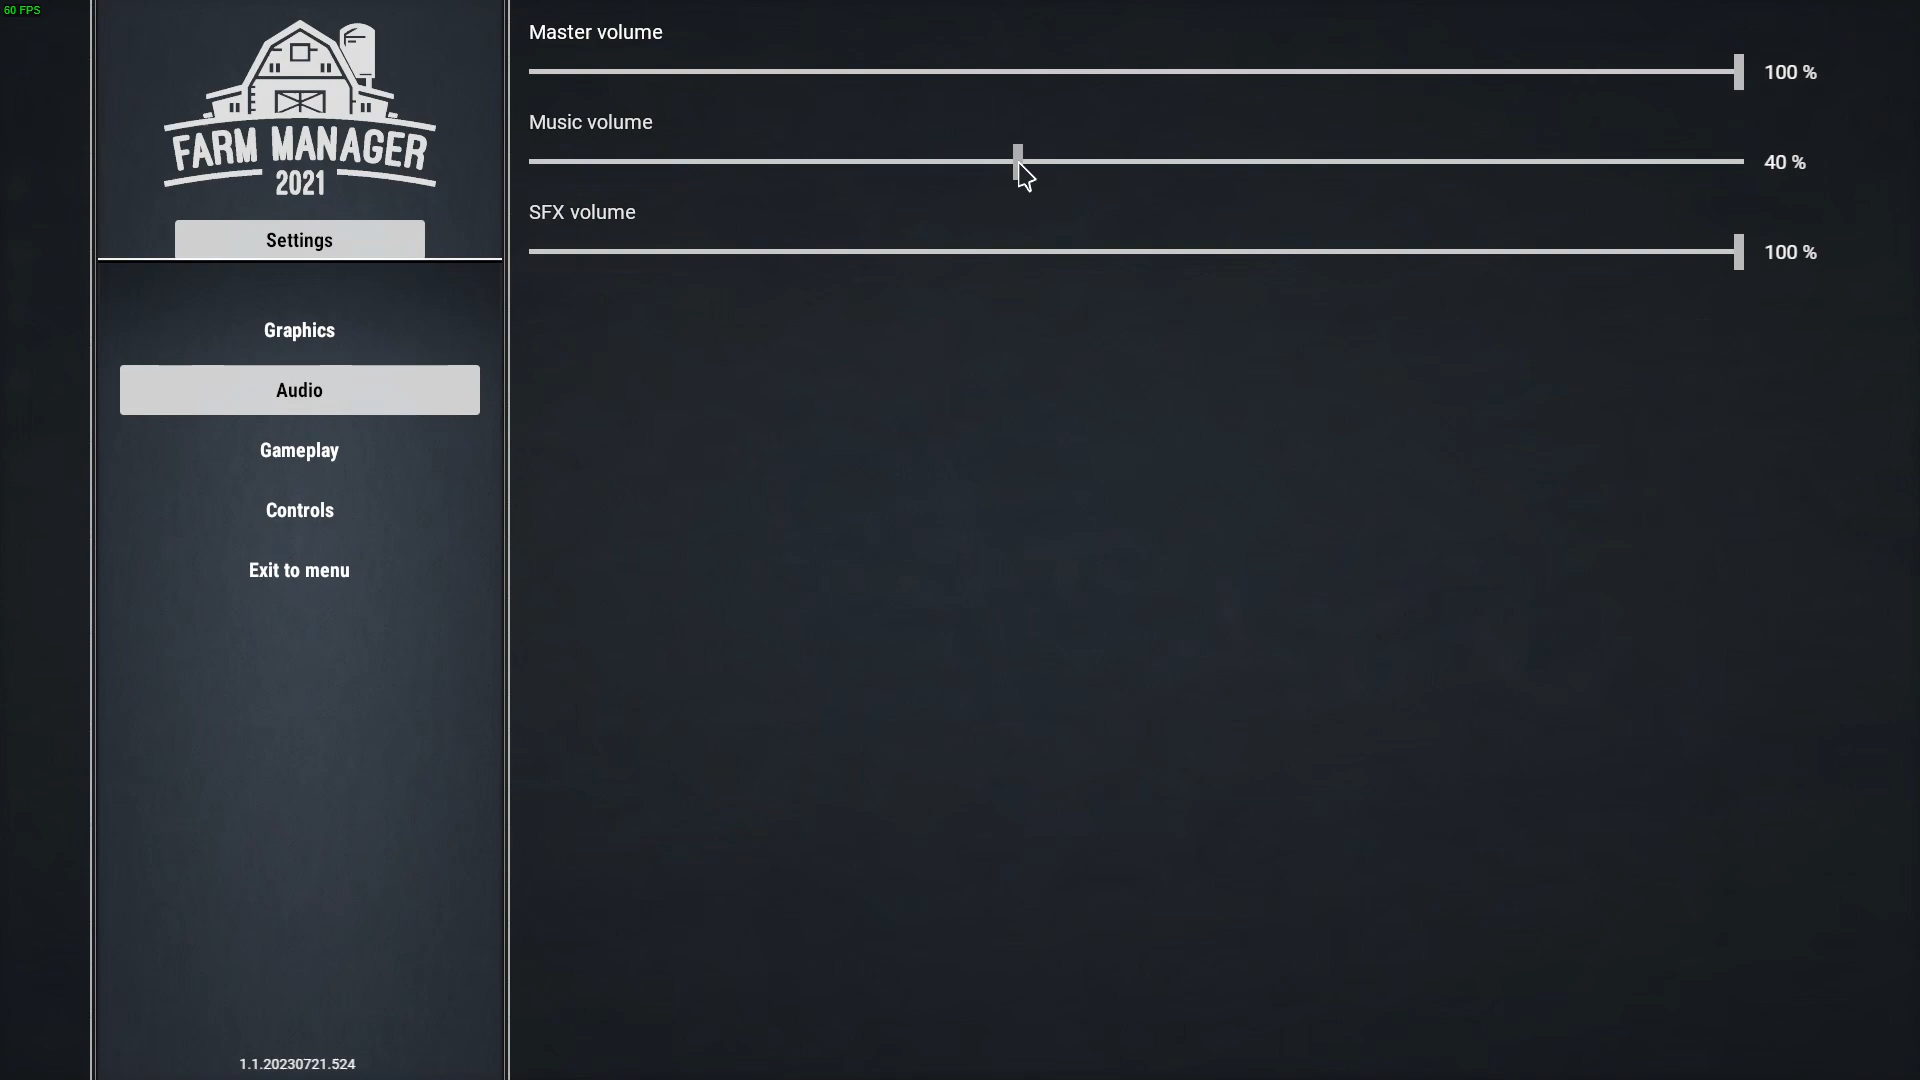 60 FPS
FARM MANAGER
2021
Settings
Graphics
Audio
Gameplay
Controls
Exit to menu
1.1.20230721.524
Master volume
100 %
Music volume
40 %
SFX volume
100 %